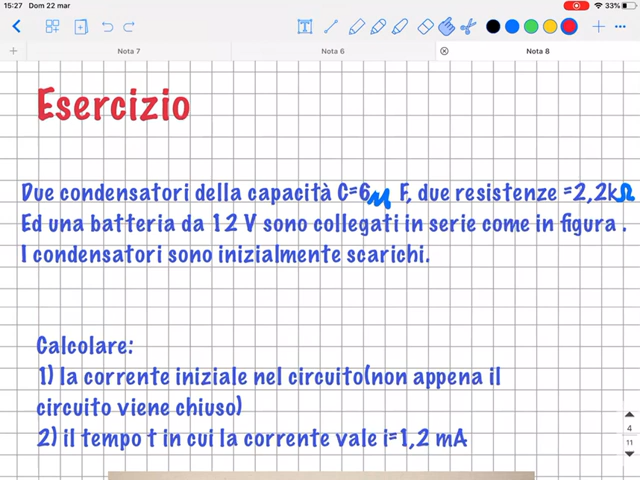 15:27 Dom 22 mar 33%
Nota 7 Nota 6 Nota 8
Esercizio
Due condensatori della capacità C=6μ F, due resistenze =2,2kΩ
Ed una batteria da 12 V sono collegati in serie come in figura .
I condensatori sono inizialmente scarichi.
Calcolare:
1) la corrente iniziale nel circuito(non appena il
circuito viene chiuso)
2) il tempo t in cui la corrente vale i=1,2 mA
4
11